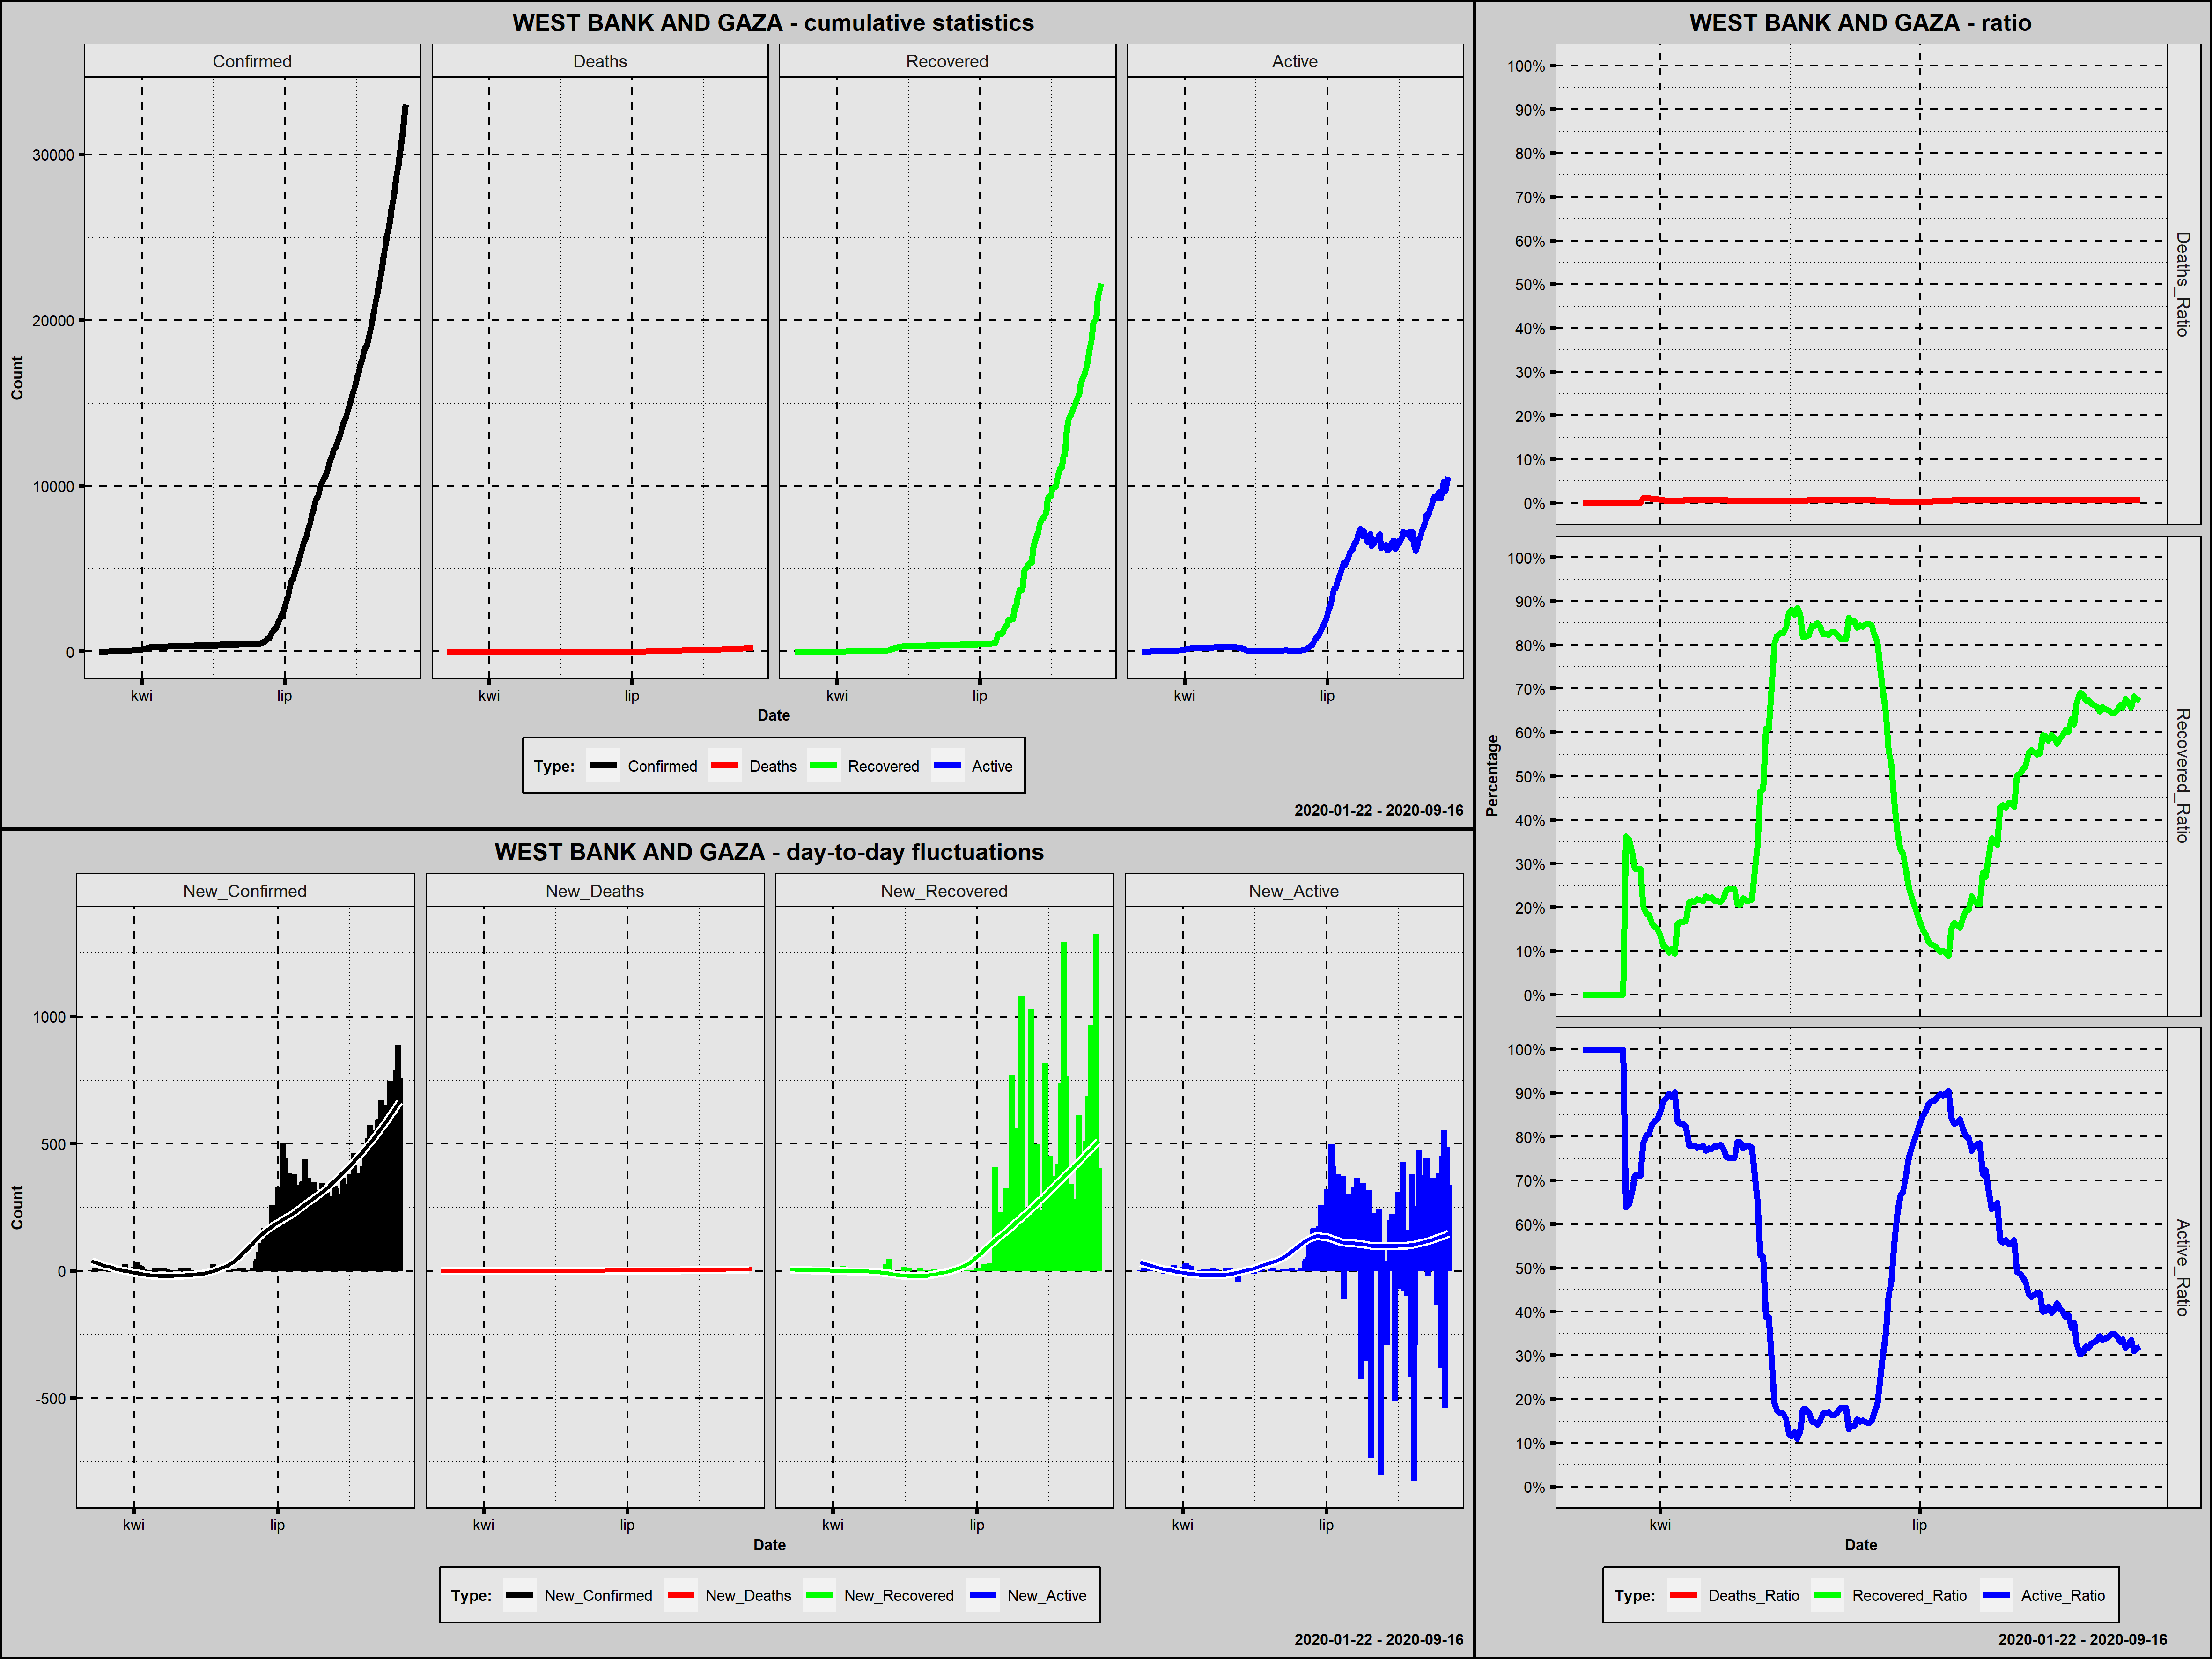 WEST BANK AND GAZA - cumulative statistics
Confirmed Deaths Recovered Active
Count
30000
20000
10000
0
kwi lip kwi lip kwi lip kwi lip
Date
Type: Confirmed Deaths Recovered Active
2020-01-22 - 2020-09-16
WEST BANK AND GAZA - day-to-day fluctuations
New_Confirmed New_Deaths New_Recovered New_Active
Count
1000
500
0
-500
kwi lip kwi lip kwi lip kwi lip
Date
Type: New_Confirmed New_Deaths New_Recovered New_Active
2020-01-22 - 2020-09-16
WEST BANK AND GAZA - ratio
Percentage
100%
90%
80%
70%
60%
50%
40%
30%
20%
10%
0%
Deaths_Ratio
100%
90%
80%
70%
60%
50%
40%
30%
20%
10%
0%
Recovered_Ratio
100%
90%
80%
70%
60%
50%
40%
30%
20%
10%
0%
Active_Ratio
kwi lip
Date
Type: Deaths_Ratio Recovered_Ratio Active_Ratio
2020-01-22 - 2020-09-16